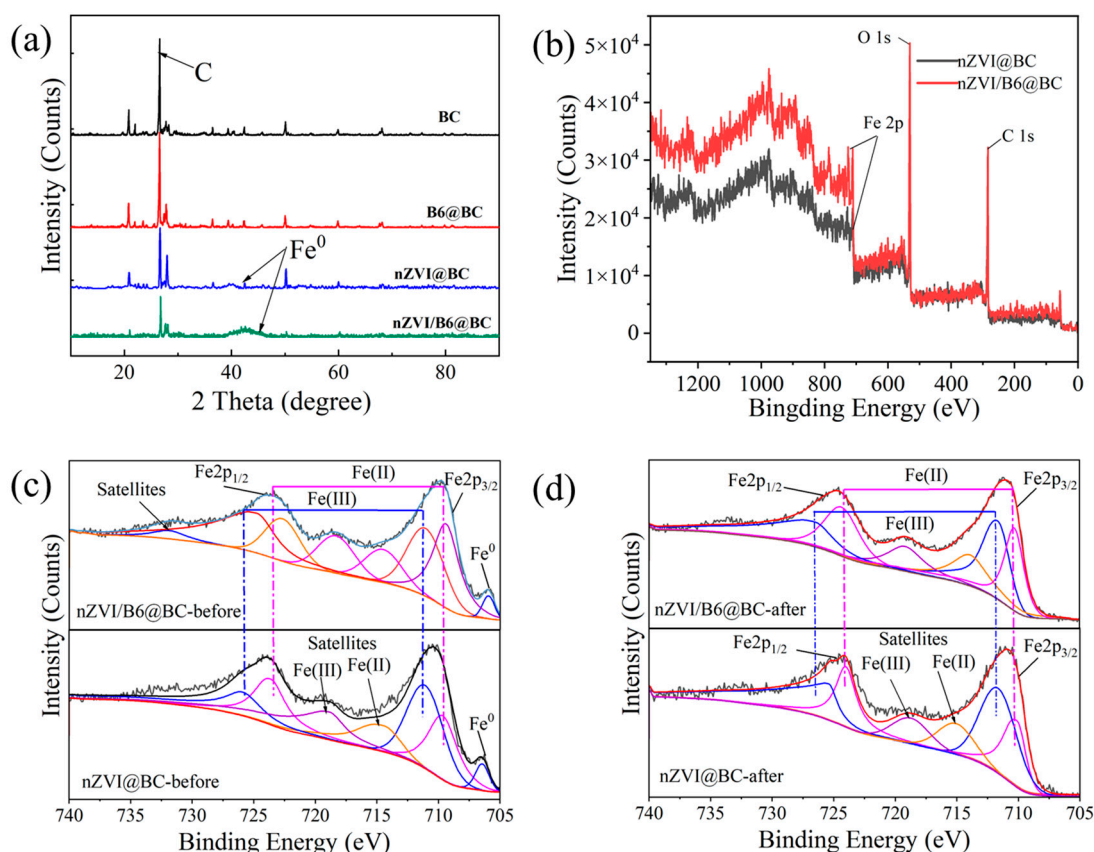 (a)
Intensity (Counts)
C
BC
B6@BC
Fe⁰
nZVI@BC
nZVI/B6@BC
20 40 60 80
2 Theta (degree)
(b)
Intensity (Counts)
5×10⁴
4×10⁴
3×10⁴
2×10⁴
1×10⁴
0
O 1s
nZVI@BC
nZVI/B6@BC
Fe 2p
C 1s
1200 1000 800 600 400 200 0
Bingding Energy (eV)
(c)
Intensity (Counts)
Fe(II)
Fe2p₁/₂
Fe2p₃/₂
Satellites
Fe(III)
Fe⁰
nZVI/B6@BC-before
Satellites
Fe2p₁/₂
Fe(III)
Fe(II)
Fe2p₃/₂
Fe⁰
nZVI@BC-before
740 735 730 725 720 715 710 705
Binding Energy (eV)
(d)
Intensity (Counts)
Fe(II)
Fe2p₁/₂
Fe2p₃/₂
Fe(III)
nZVI/B6@BC-after
Satellites
Fe2p₁/₂
Fe(III)
Fe(II)
Fe2p₃/₂
nZVI@BC-after
740 735 730 725 720 715 710 705
Binding Energy (eV)